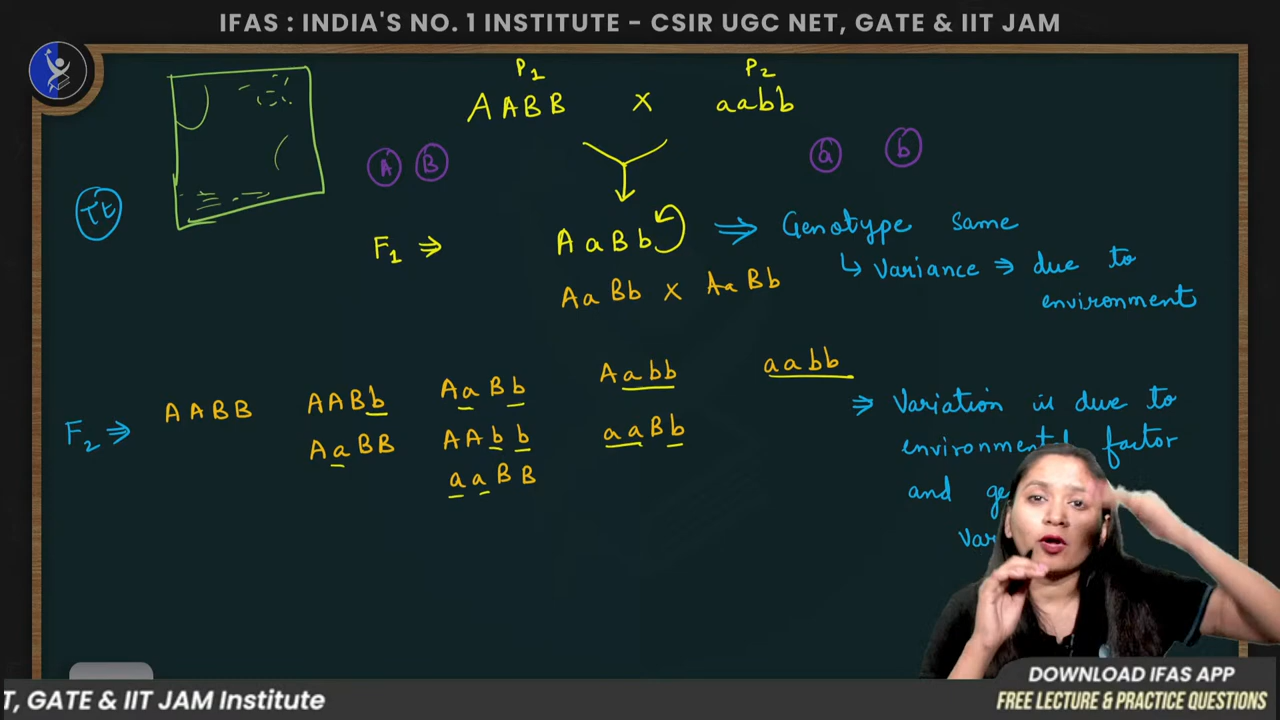 IFAS : INDIA'S NO. 1 INSTITUTE - CSIR UGC NET, GATE & IIT JAM
P1 P2
AABB X aabb
A B a b
Tt
F1 ⇒ AaBb ⇒ Genotype same
↳ Variance ⇒ due to
environment
AaBb X AaBb
F2 ⇒ AABB
AABb
AaBB
AaBb
AAbb
aaBB
Aabb
aaBb
aabb
⇒ Variation is due to
environmental factor
and
DOWNLOAD IFAS APP
FREE LECTURE & PRACTICE QUESTIONS
T, GATE & IIT JAM Institute